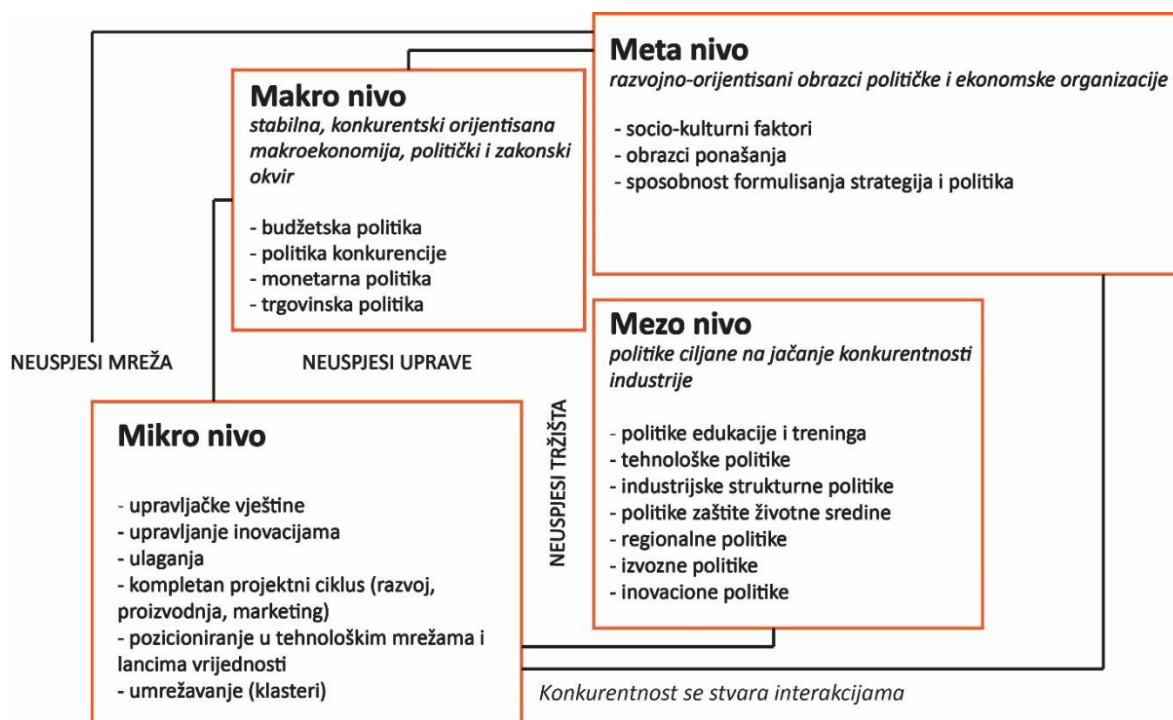 Meta nivo
razvojno-orijentisani obrazci političke i ekonomske organizacije
- socio-kulturni faktori
- obrazci ponašanja
- sposobnost formulisanja strategija i politika
Makro nivo
stabilna, konkurentski orijentisana
makroekonomija, politički i zakonski
okvir
- budžetska politika
- politika konkurencije
- monetarna politika
- trgovinska politika
NEUSPJESI MREŽA
NEUSPJESI UPRAVE
Mezo nivo
politike ciljane na jačanje konkurentnosti
industrije
- politike edukacije i treninga
- tehnološke politike
- industrijske strukturne politike
- politike zaštite životne sredine
- regionalne politike
- izvozne politike
- inovacione politike
NEUSPJESI TRŽIŠTA
Mikro nivo
- upravljačke vještine
- upravljanje inovacijama
- ulaganja
- kompletan projektni ciklus (razvoj,
proizvodnja, marketing)
- pozicioniranje u tehnološkim mrežama i
lancima vrijednosti
- umrežavanje (klasteri)
Konkurentnost se stvara interakcijama